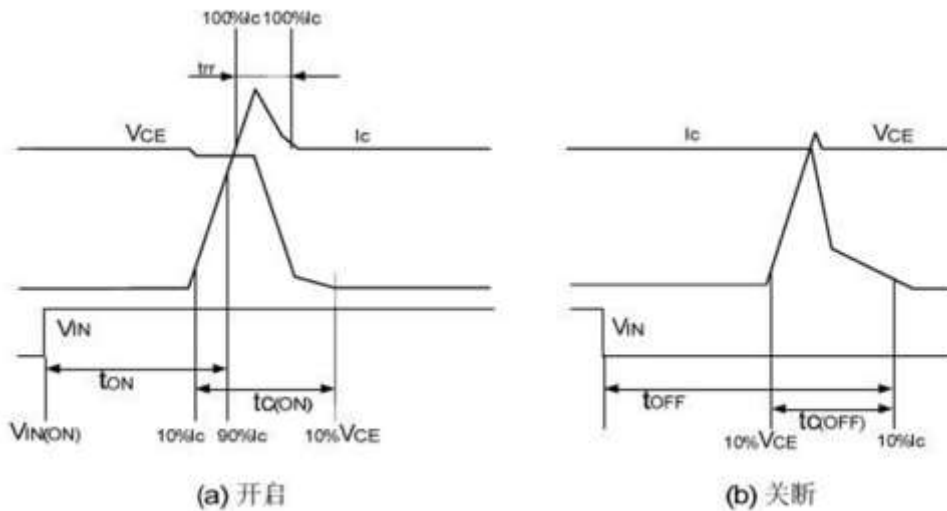 100%Ic 100%Ic
trr
VCE Ic
VIN
tON
tC(ON)
VIN(ON) 10%Ic 90%Ic 10%VCE
(a) 开启
Ic VCE
VIN
tOFF
tC(OFF)
10%VCE 10%Ic
(b) 关断